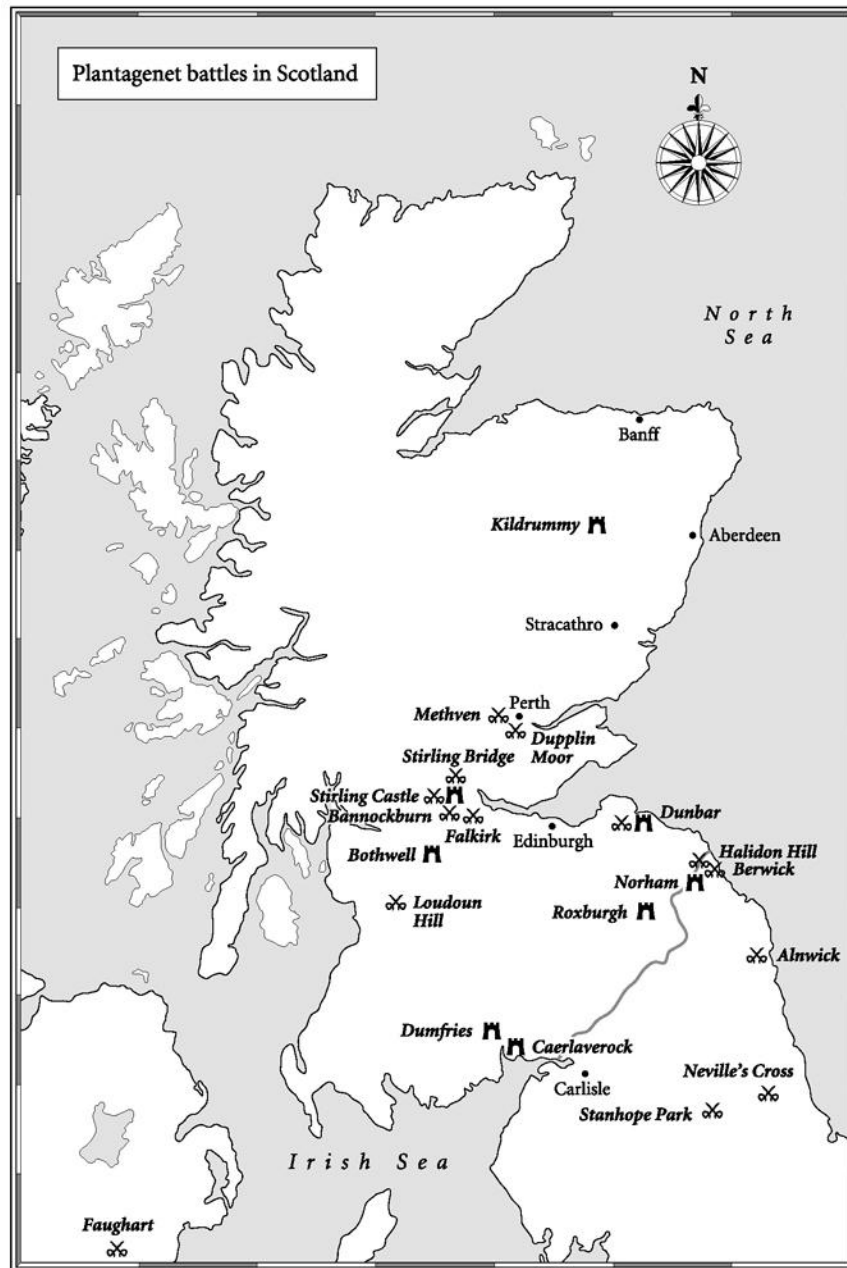 Plantagenet battles in Scotland
N
North
Sea
Banff
Kildrummy
Aberdeen
Stracathro
Methven
Perth
Dupplin
Moor
Stirling Bridge
Stirling Castle
Bannockburn
Falkirk
Edinburgh
Dunbar
Bothwell
Halidon Hill
Berwick
Norham
Loudoun
Hill
Roxburgh
Alnwick
Dumfries
Caerlaverock
Carlisle
Neville's Cross
Stanhope Park
Irish Sea
Faughart